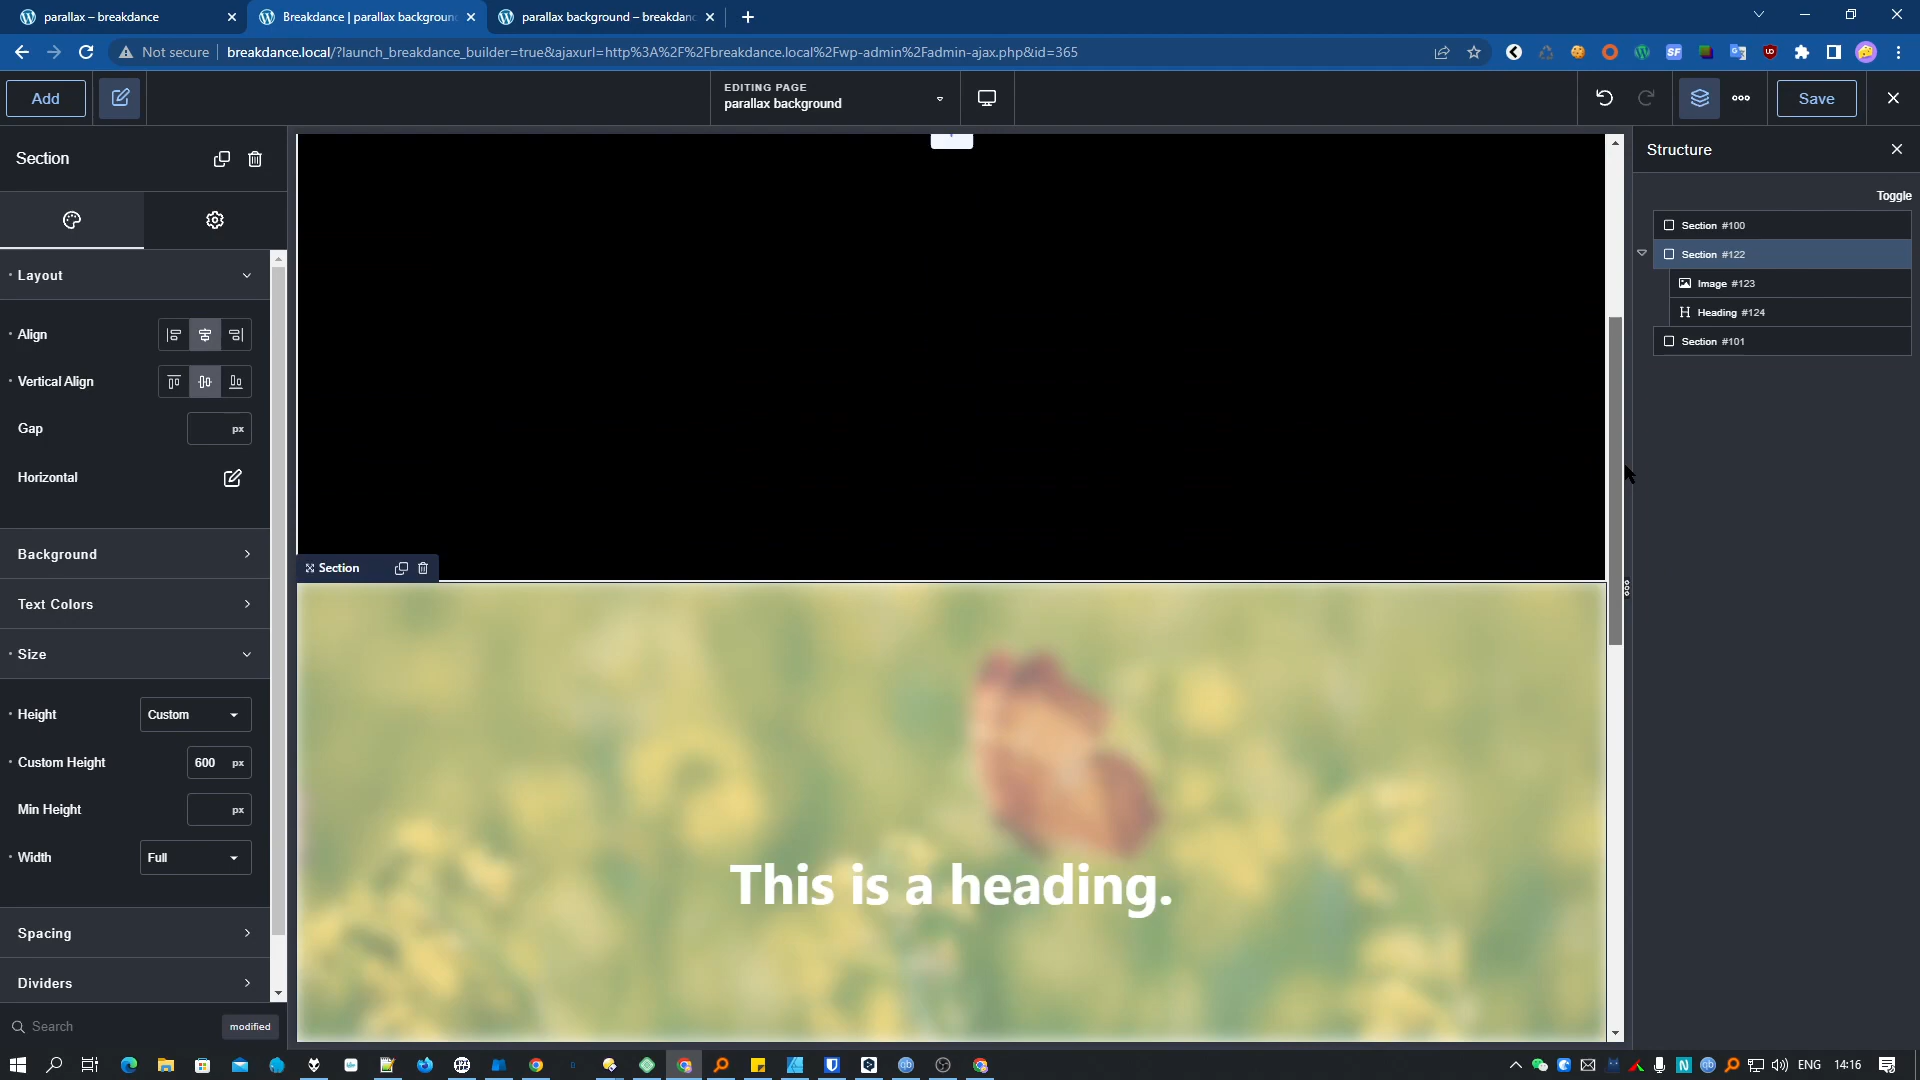 parallax – breakdance
Breakdance | parallax background
parallax background – breakdanc
Not secure
breakdance.local/?launch_breakdance_builder=true&ajaxurl=http%3A%2F%2Fbreakdance.local%2Fwp-admin%2Fadmin-ajax.php&id=365
Add
EDITING PAGE
parallax background
Save
Section
Structure
Toggle
Section #100
Section #122
Image #123
Heading #124
Section #101
Layout
Align
Vertical Align
Gap
px
Horizontal
Background
Text Colors
Size
Height
Custom
Custom Height
600 px
Min Height
px
Width
Full
Spacing
Dividers
Search
modified
Section
This is a heading.
ENG
14:16